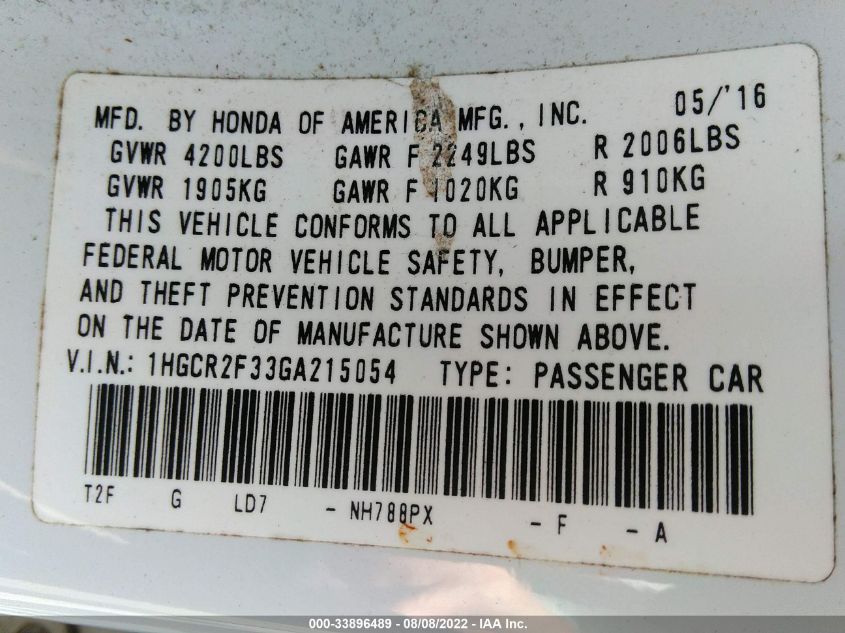 MFD. BY HONDA OF AMERICA MFG., INC. 05/'16
GVWR 4200LBS GAWR F 2249LBS R 2006LBS
GVWR 1905KG GAWR F 1020KG R 910KG
THIS VEHICLE CONFORMS TO ALL APPLICABLE
FEDERAL MOTOR VEHICLE SAFETY, BUMPER,
AND THEFT PREVENTION STANDARDS IN EFFECT
ON THE DATE OF MANUFACTURE SHOWN ABOVE.
V.I.N.: 1HGCR2F33GA215054 TYPE: PASSENGER CAR
T2F G LD7 - NH788PX - F - A
000-33896489 - 08/08/2022 - IAA Inc.